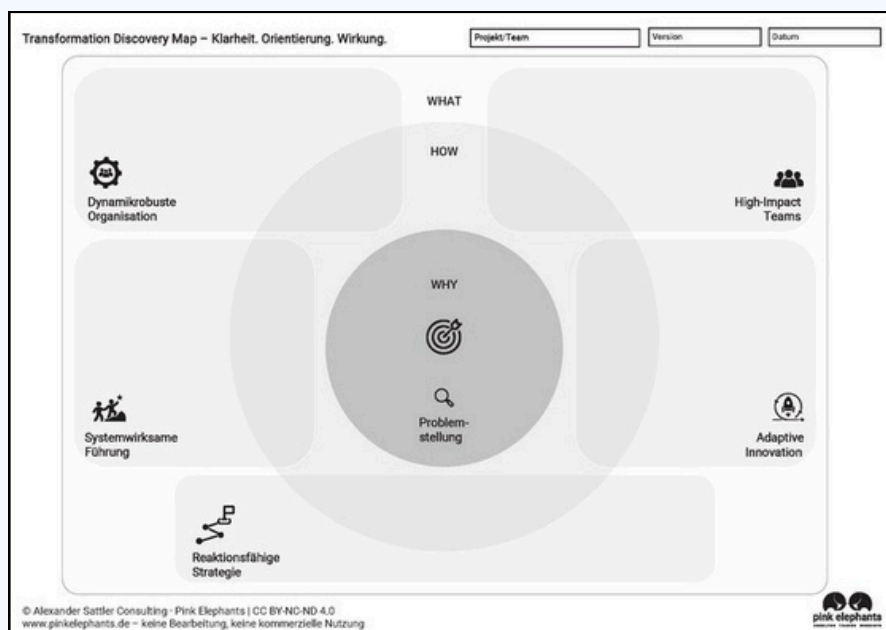 Transformation Discovery Map – Klarheit. Orientierung. Wirkung.
Projekt/Team
Version
Datum
WHAT
HOW
Dynamikrobuste
Organisation
High-Impact
Teams
WHY
Problem-
stellung
Systemwirksame
Führung
Adaptive
Innovation
Reaktionsfähige
Strategie
© Alexander Sattler Consulting · Pink Elephants | CC BY-NC-ND 4.0
www.pinkelephants.de – keine Bearbeitung, keine kommerzielle Nutzung
pink elephants